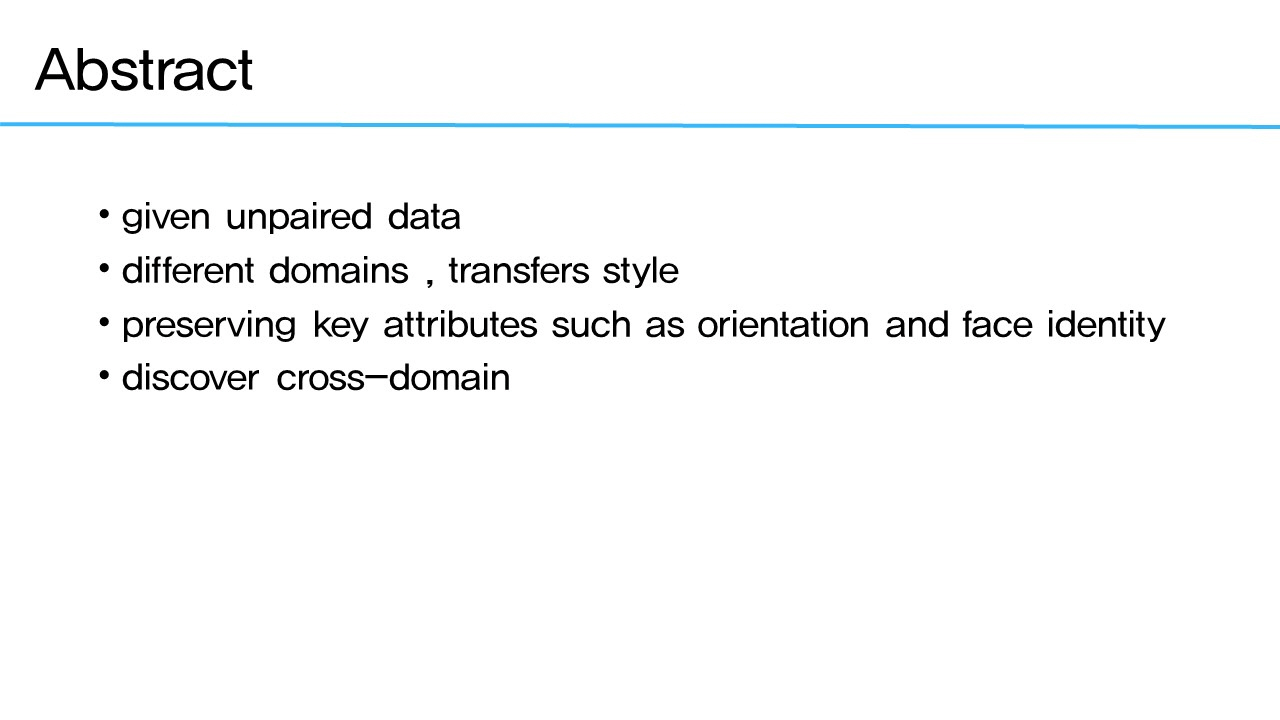 Abstract
• given unpaired data
• different domains , transfers style
• preserving key attributes such as orientation and face identity
• discover cross–domain